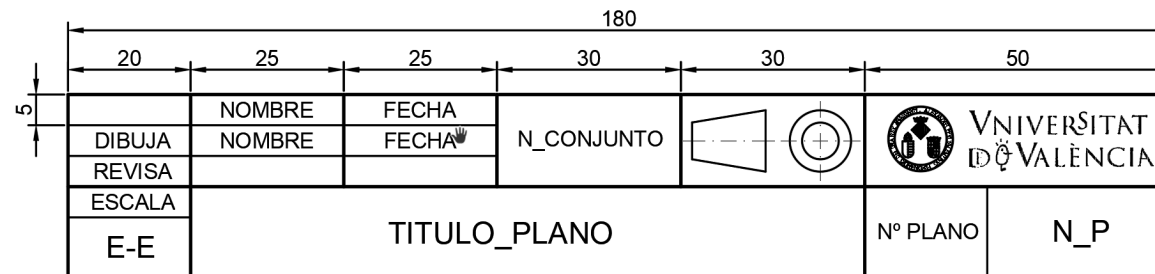 180
20 25 25 30 30 50
5
NOMBRE FECHA
DIBUJA NOMBRE FECHA N_CONJUNTO
VNIVERSITAT
D VALÈNCIA
REVISA
ESCALA
E-E TITULO_PLANO Nº PLANO N_P